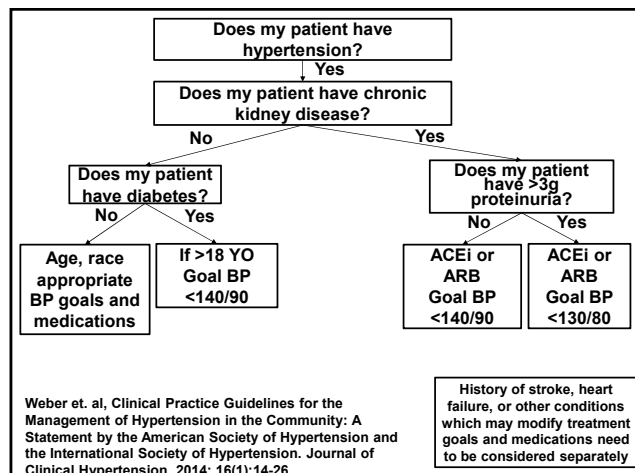 Does my patient have
hypertension?
Yes
Does my patient have chronic
kidney disease?
No
Yes
Does my patient
have diabetes?
Does my patient
have >3g
proteinuria?
No
Yes
No
Yes
Age, race
appropriate
BP goals and
medications
If >18 YO
Goal BP
<140/90
ACEi or
ARB
Goal BP
<140/90
ACEi or
ARB
Goal BP
<130/80
Weber et. al, Clinical Practice Guidelines for the
Management of Hypertension in the Community: A
Statement by the American Society of Hypertension and
the International Society of Hypertension. Journal of
Clinical Hypertension. 2014; 16(1):14-26
History of stroke, heart
failure, or other conditions
which may modify treatment
goals and medications need
to be considered separately